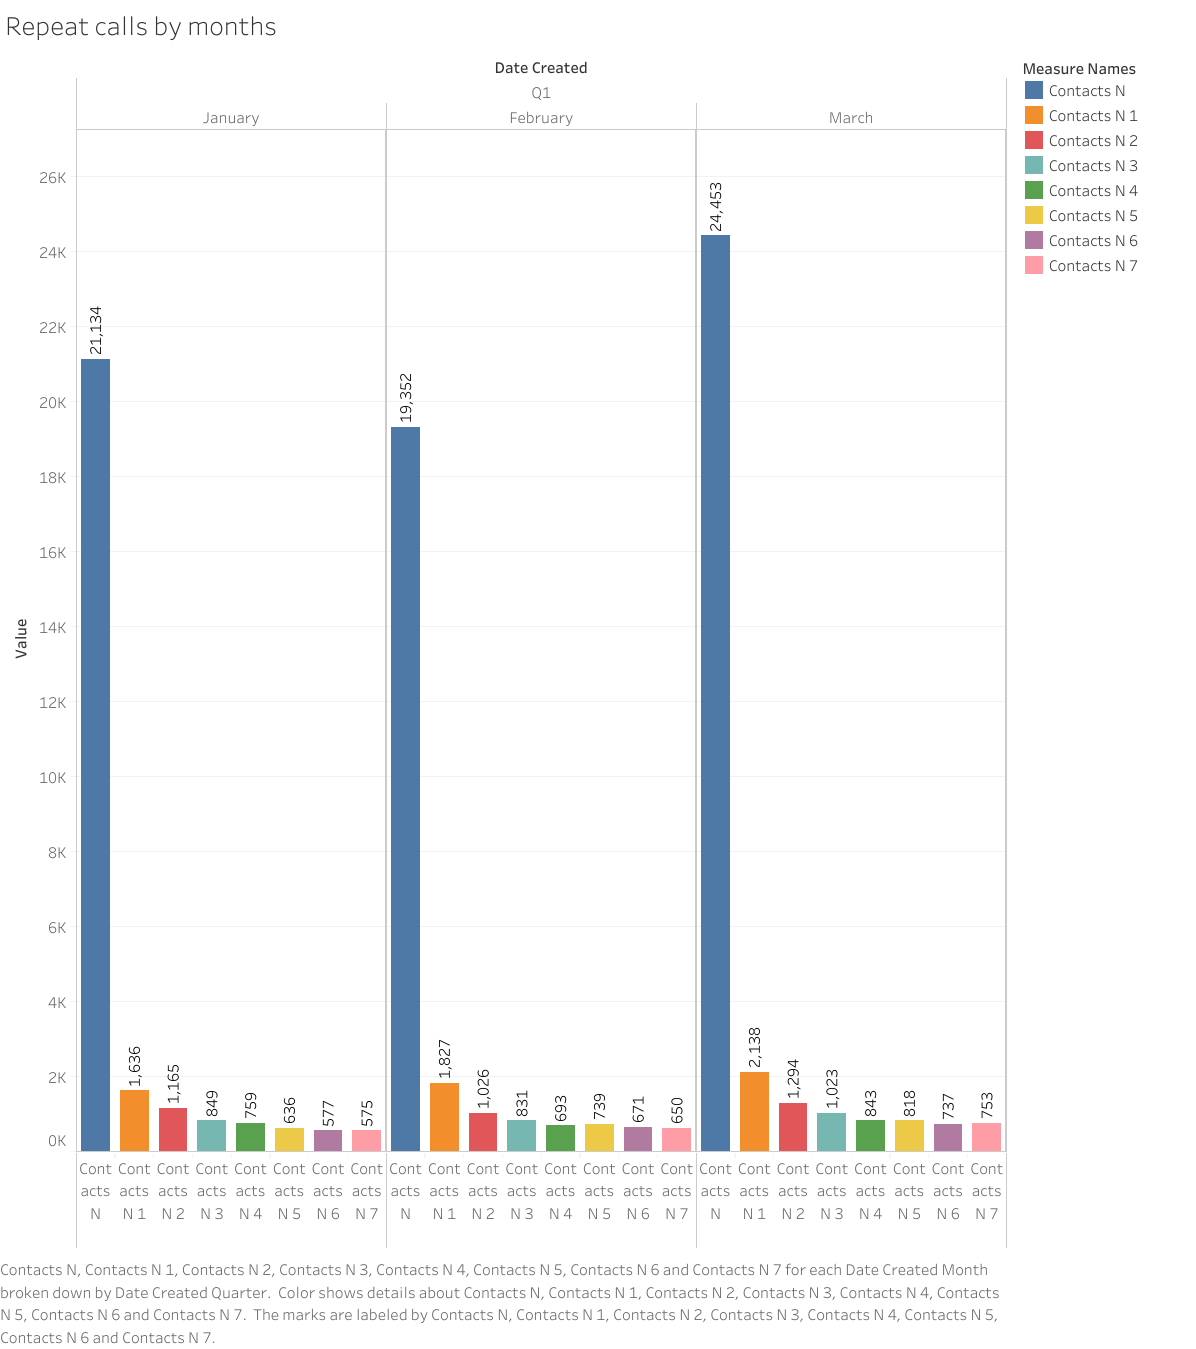 Repeat calls by months
Date Created
Q1
January
February
March
Measure Names
Contacts N
Contacts N 1
Contacts N 2
Contacts N 3
Contacts N 4
Contacts N 5
Contacts N 6
Contacts N 7
Value
26K
24K
22K
20K
18K
16K
14K
12K
10K
8K
6K
4K
2K
0K
21,134
1,636
1,165
849
759
636
577
575
19,352
1,827
1,026
831
693
739
671
650
24,453
2,138
1,294
1,023
843
818
737
753
Cont Cont Cont Cont Cont Cont Cont Cont Cont Cont Cont Cont Cont Cont Cont Cont Cont Cont Cont Cont Cont Cont Cont Cont
acts acts acts acts acts acts acts acts acts acts acts acts acts acts acts acts acts acts acts acts acts acts acts acts
N N 1 N 2 N 3 N 4 N 5 N 6 N 7 N N 1 N 2 N 3 N 4 N 5 N 6 N 7 N N 1 N 2 N 3 N 4 N 5 N 6 N 7
Contacts N, Contacts N 1, Contacts N 2, Contacts N 3, Contacts N 4, Contacts N 5, Contacts N 6 and Contacts N 7 for each Date Created Month
broken down by Date Created Quarter.  Color shows details about Contacts N, Contacts N 1, Contacts N 2, Contacts N 3, Contacts N 4, Contacts
N 5, Contacts N 6 and Contacts N 7.  The marks are labeled by Contacts N, Contacts N 1, Contacts N 2, Contacts N 3, Contacts N 4, Contacts N 5,
Contacts N 6 and Contacts N 7.